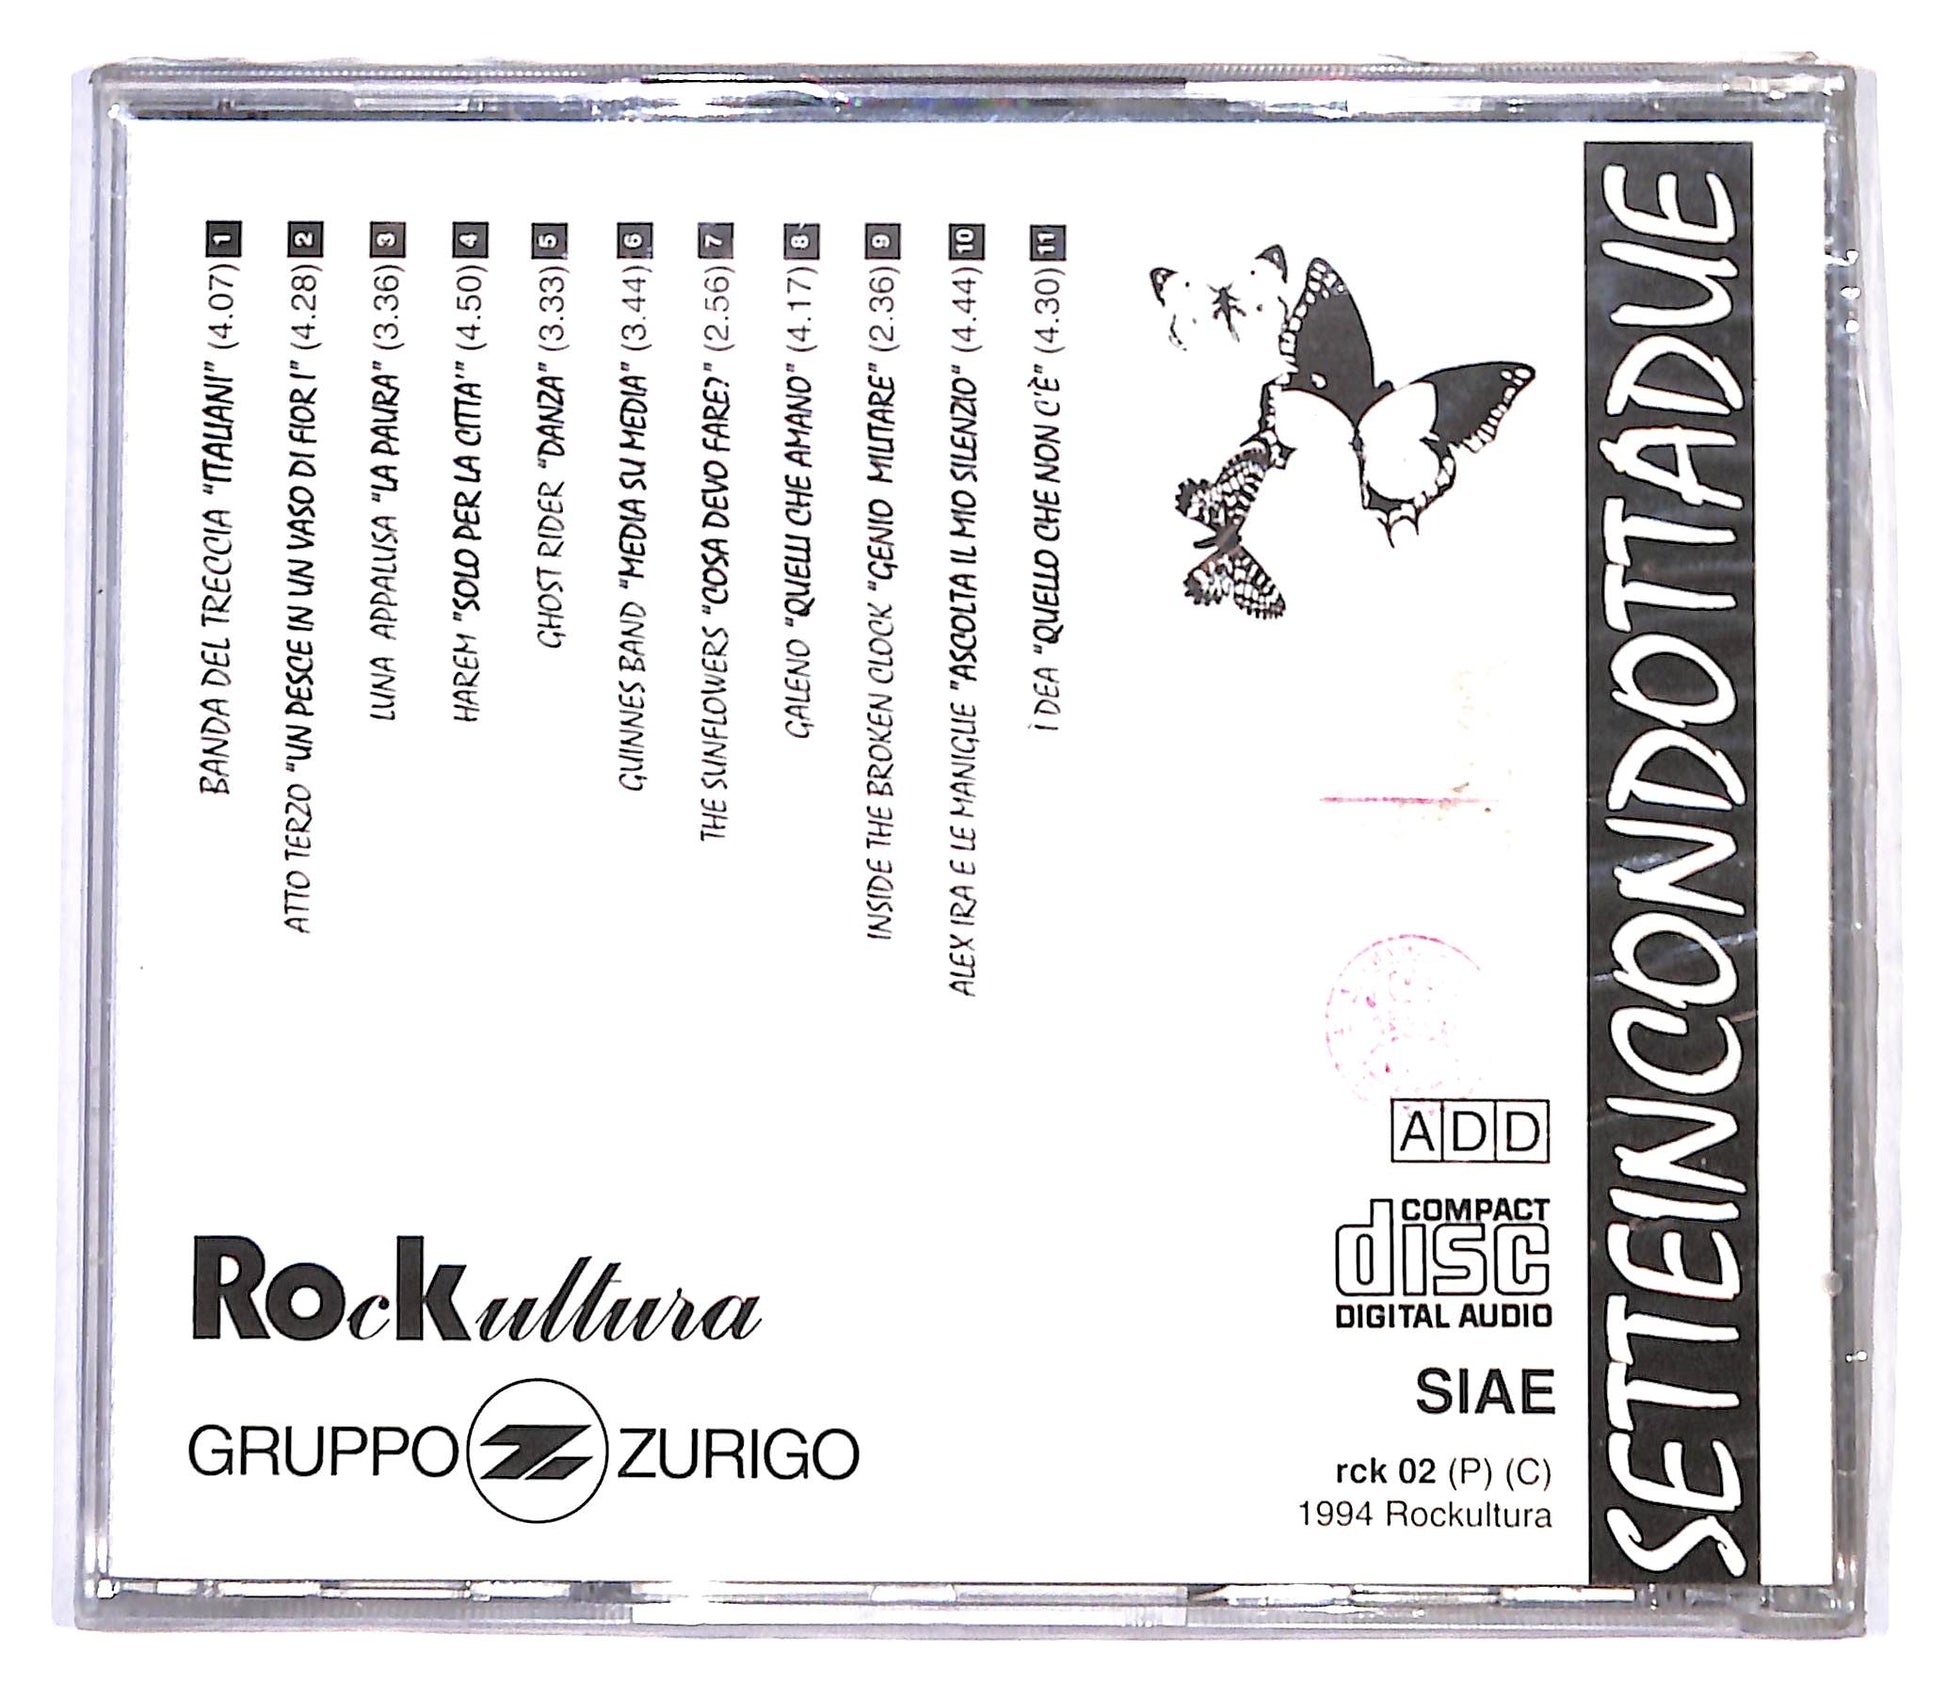 SETTEINCONDOTTADUE
BANDA DEL TRECCIA "ITALIANI" (4.07) 1
ATTO TERZO "UN PESCE IN UN VASO DI FIORI" (4.28) 2
LUNA APPALUSA "LA PAURA" (3.36) 3
HAREM "SOLO PER LA CITTA'" (4.50) 4
GHOST RIDER "DANZA" (3.33) 5
GUINNES BAND "MEDIA SU MEDIA" (3.44) 6
THE SUNFLOWERS "COSA DEVO FARE?" (2.56) 7
GALENO "QUELLI CHE AMANO" (4.17) 8
INSIDE THE BROKEN CLOCK "GENIO MILITARE" (2.36) 9
ALEX IRA E LE MANIGLIE "ASCOLTA IL MIO SILENZIO" (4.44) 10
Ì DEA "QUELLO CHE NON C'È" (4.30) 11
ADD
COMPACT
disc
DIGITAL AUDIO
SIAE
rck 02 (P) (C)
1994 Rockultura
Rockultura
GRUPPO ZURIGO